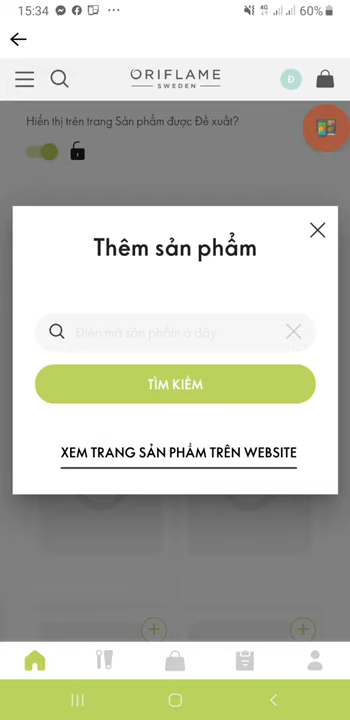 15:34 4G 60%
ORIFLAME
SWEDEN
D
Hiển thị trên trang Sản phẩm được Đề xuất?
Thêm sản phẩm
Điền mã sản phẩm ở đây
TÌM KIẾM
XEM TRANG SẢN PHẨM TRÊN WEBSITE